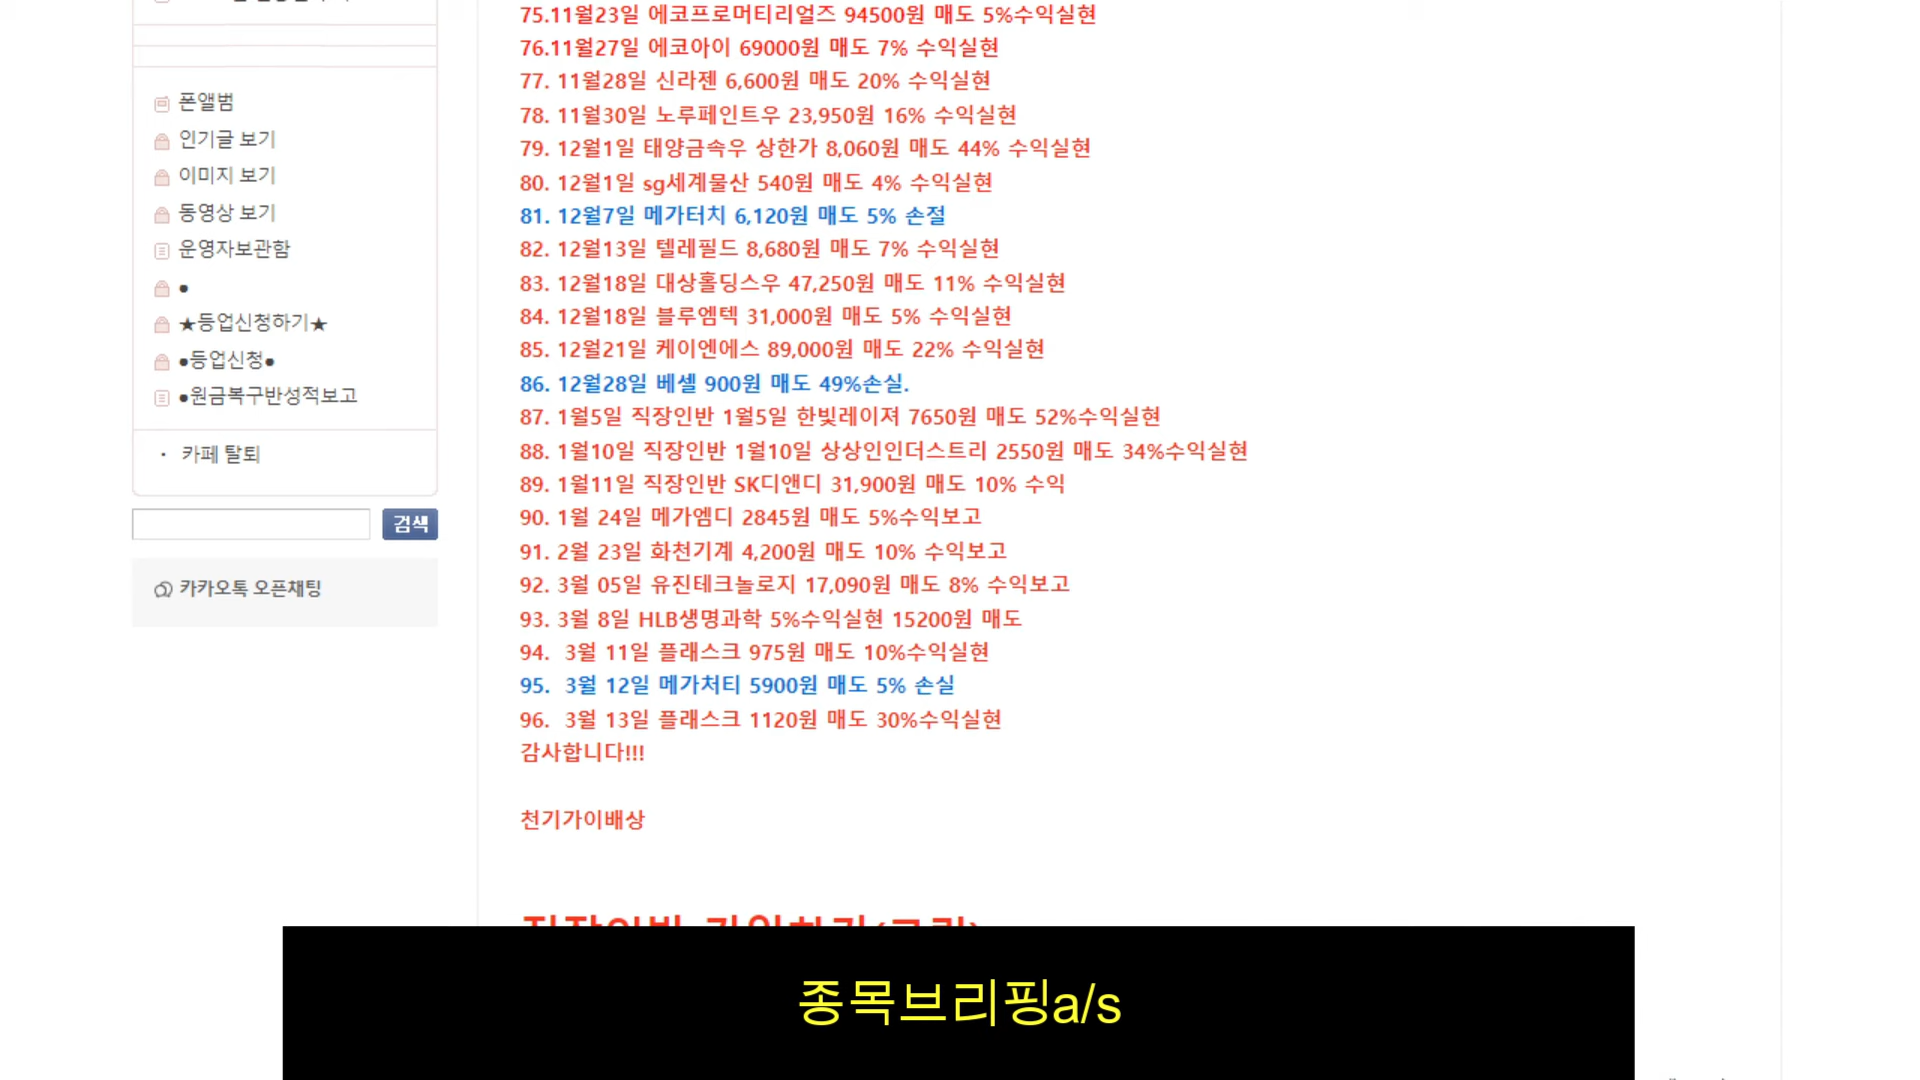 폰앨범
인기글 보기
이미지 보기
동영상 보기
운영자보관함
●
★등업신청하기★
●등업신청●
●원금복구반성적보고
· 카페 탈퇴
검색
카카오톡 오픈채팅
75.11월23일 에코프로머티리얼즈 94500원 매도 5%수익실현
76.11월27일 에코아이 69000원 매도 7% 수익실현
77. 11월28일 신라젠 6,600원 매도 20% 수익실현
78. 11월30일 노루페인트우 23,950원 16% 수익실현
79. 12월1일 태양금속우 상한가 8,060원 매도 44% 수익실현
80. 12월1일 sg세계물산 540원 매도 4% 수익실현
81. 12월7일 메가터치 6,120원 매도 5% 손절
82. 12월13일 텔레필드 8,680원 매도 7% 수익실현
83. 12월18일 대상홀딩스우 47,250원 매도 11% 수익실현
84. 12월18일 블루엠텍 31,000원 매도 5% 수익실현
85. 12월21일 케이엔에스 89,000원 매도 22% 수익실현
86. 12월28일 베셀 900원 매도 49%손실.
87. 1월5일 직장인반 1월5일 한빛레이져 7650원 매도 52%수익실현
88. 1월10일 직장인반 1월10일 상상인인더스트리 2550원 매도 34%수익실현
89. 1월11일 직장인반 SK디앤디 31,900원 매도 10% 수익
90. 1월 24일 메가엠디 2845원 매도 5%수익보고
91. 2월 23일 화천기계 4,200원 매도 10% 수익보고
92. 3월 05일 유진테크놀로지 17,090원 매도 8% 수익보고
93. 3월 8일 HLB생명과학 5%수익실현 15200원 매도
94. 3월 11일 플래스크 975원 매도 10%수익실현
95. 3월 12일 메가처티 5900원 매도 5% 손실
96. 3월 13일 플래스크 1120원 매도 30%수익실현
감사합니다!!!
천기가이배상
종목브리핑a/s